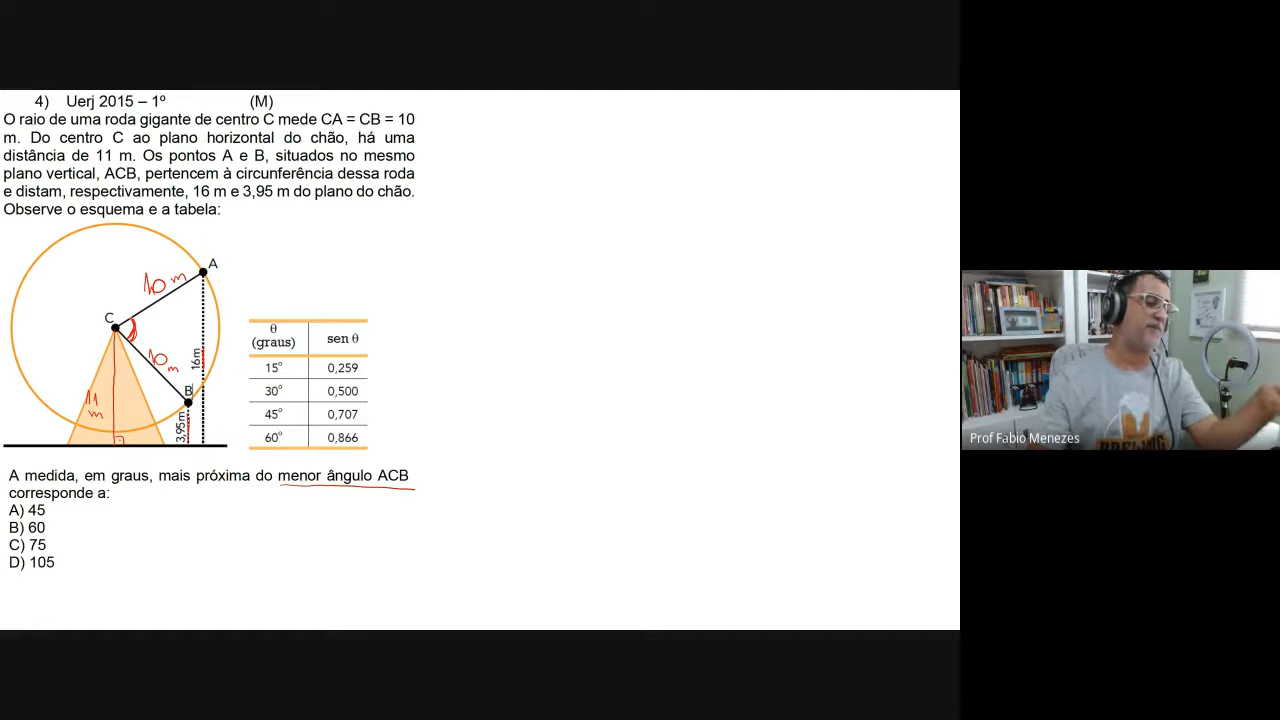 4) Uerj 2015 – 1º (M)
O raio de uma roda gigante de centro C mede CA = CB = 10
m. Do centro C ao plano horizontal do chão, há uma
distância de 11 m. Os pontos A e B, situados no mesmo
plano vertical, ACB, pertencem à circunferência dessa roda
e distam, respectivamente, 16 m e 3,95 m do plano do chão.
Observe o esquema e a tabela:
A
10 m
C
10 m
16m
B
11 m
3,95m
θ (graus) sen θ
15° 0,259
30° 0,500
45° 0,707
60° 0,866
A medida, em graus, mais próxima do menor ângulo ACB
corresponde a:
A) 45
B) 60
C) 75
D) 105
Prof Fabio Menezes